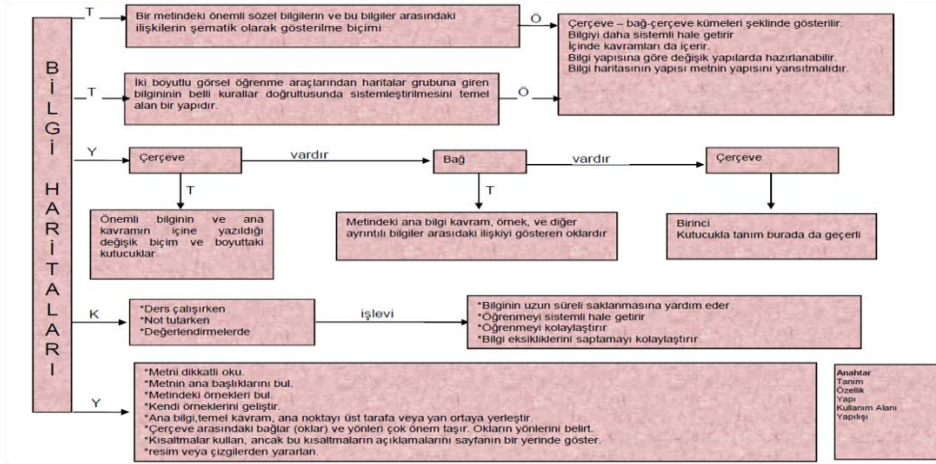 BİLGİ HARİTALARI
T
Bir metindeki önemli sözel bilgilerin ve bu bilgiler arasındaki
ilişkilerin şematik olarak gösterilme biçimi
Ö
Çerçeve – bağ-çerçeve kümeleri şeklinde gösterilir.
Bilgiyi daha sistemli hale getirir
İçinde kavramları da içerir.
Bilgi yapısına göre değişik yapılarda hazırlanabilir.
Bilgi haritasının yapısı metnin yapısını yansıtmalıdır.
T
İki boyutlu görsel öğrenme araçlarından haritalar grubuna giren
bilgininin belli kurallar doğrultusunda sistemleştirilmesini temel
alan bir yapıdır.
Ö
Y
Çerçeve
vardır
Bağ
vardır
Çerçeve
T
T
Önemli bilginin ve ana
kavramın içine yazıldığı
değişik biçim ve boyuttaki
kutucuklar
Metindeki ana bilgi kavram, örnek, ve diğer
ayrıntılı bilgiler arasıdaki ilişkiyi gösteren oklardır
Birinci
Kutucukla tanım burada da geçerli
K
*Ders çalışırken
*Not tutarken
*Değerlendirmelerde
işlevi
*Bilginin uzun süreli saklanmasına yardım eder
*Öğrenmeyi sistemli hale getirir
*Öğrenmeyi kolaylaştırır
*Bilgi eksikliklerini saptamayı kolaylaştırır
Y
*Metni dikkatli oku.
*Metnin ana başlıklarını bul.
*Metindeki örnekleri bul.
*Kendi örneklerini geliştir.
*Ana bilgi,temel kavram, ana noktayı üst tarafa veya yan ortaya yerleştir.
*Çerçeve arasındaki bağlar (oklar) ve yönleri çok önem taşır. Okların yönlerini belirt.
*Kısaltmalar kullan, ancak bu kısaltmaların açıklamalarını sayfanın bir yerinde göster.
*resim veya çizgilerden yararlan.
Anahtar
Tanım
Özellik
Yapı
Kullanım Alanı
Yapılışı